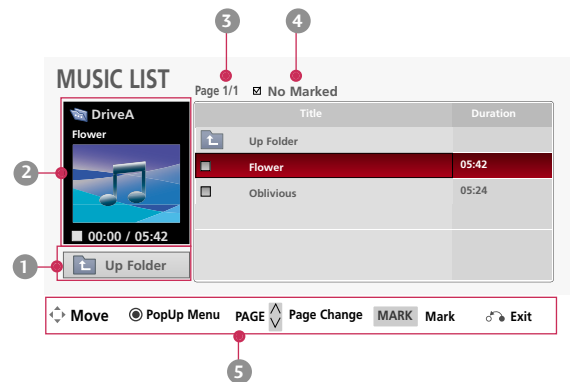 3 4
MUSIC LIST
Page 1/1 No Marked
DriveA
Flower
Title Duration
Up Folder
Flower 05:42
Oblivious 05:24
2
00:00 / 05:42
1
Up Folder
Move PopUp Menu PAGE Page Change MARK Mark Exit
5